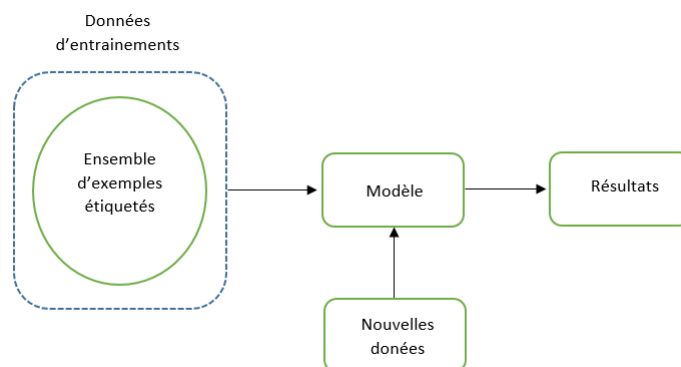 Données
d’entrainements
Ensemble
d’exemples
étiquetés
Modèle
Résultats
Nouvelles
donées